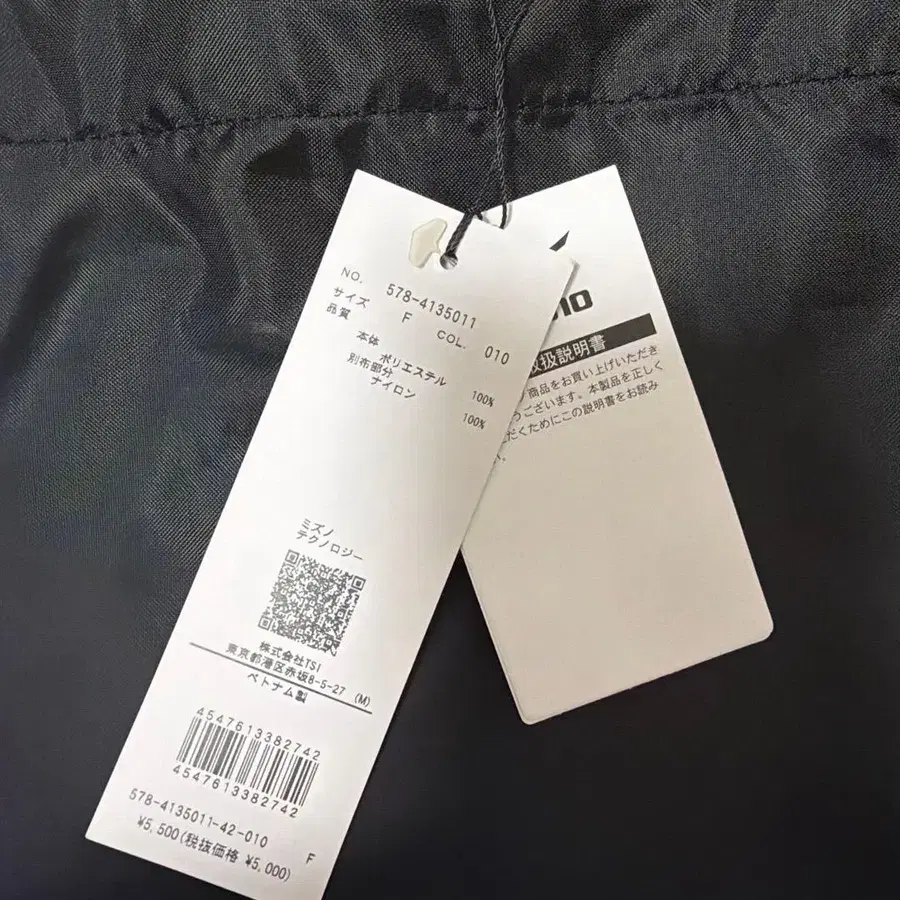 NO. 578-4135011
サイズ F COL. 010
品質
本体
ポリエステル 100%
別布部分
ナイロン 100%
ミズノ
テクノロジー
株式会社TSI
東京都港区赤坂8-5-27 (M)
ベトナム製
4547613382742
4547613382742
578-4135011-42-010 F
¥5,500(税抜価格 ¥5,000)
取扱説明書
商品をお買い上げいただき
うございます。本製品を正しく
だくためにこの説明書をお読み